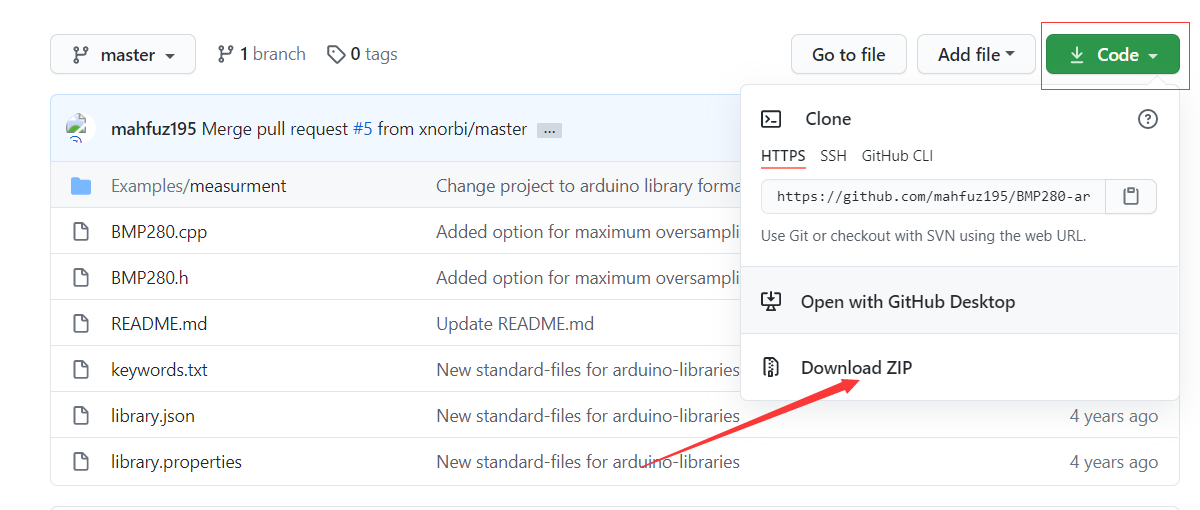 master 1 branch 0 tags Go to file Add file Code
mahfuz195 Merge pull request #5 from xnorbi/master ...
Clone
HTTPS SSH GitHub CLI
https://github.com/mahfuz195/BMP280-ar
Use Git or checkout with SVN using the web URL.
Open with GitHub Desktop
Download ZIP
Examples/measurment Change project to arduino library forma
BMP280.cpp Added option for maximum oversampli
BMP280.h Added option for maximum oversampli
README.md Update README.md
keywords.txt New standard-files for arduino-libraries
library.json New standard-files for arduino-libraries 4 years ago
library.properties New standard-files for arduino-libraries 4 years ago